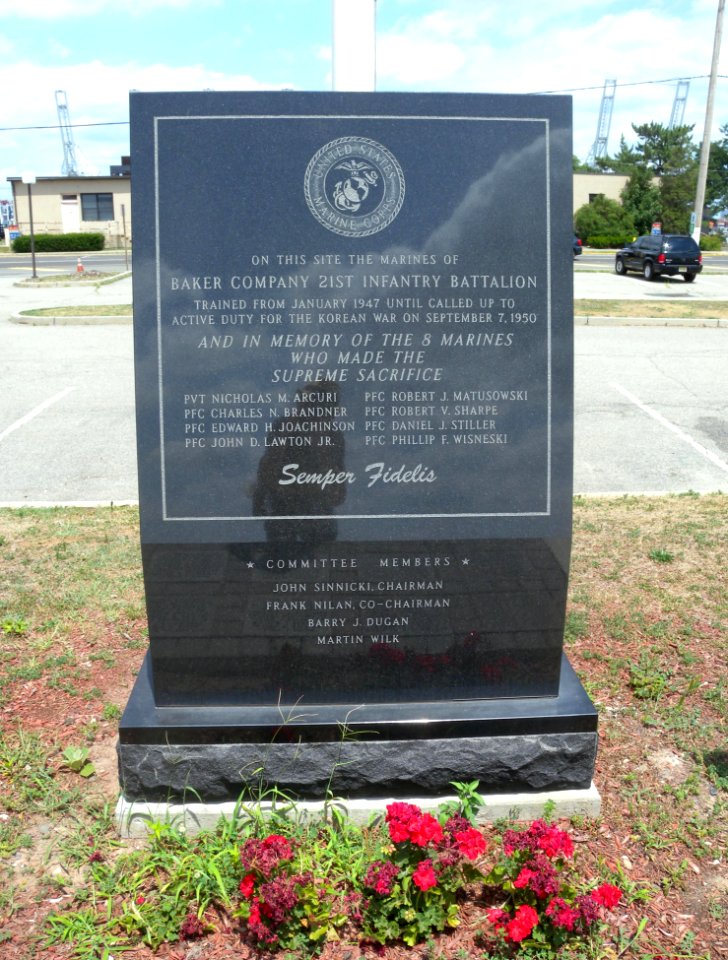 UNITED STATES
MARINE CORPS
ON THIS SITE THE MARINES OF
BAKER COMPANY 21ST INFANTRY BATTALION
TRAINED FROM JANUARY 1947 UNTIL CALLED UP TO
ACTIVE DUTY FOR THE KOREAN WAR ON SEPTEMBER 7, 1950
AND IN MEMORY OF THE 8 MARINES
WHO MADE THE
SUPREME SACRIFICE
PVT NICHOLAS M. ARCURI
PFC CHARLES N. BRANDNER
PFC EDWARD H. JOACHINSON
PFC JOHN D. LAWTON JR.
PFC ROBERT J. MATUSOWSKI
PFC ROBERT V. SHARPE
PFC DANIEL J. STILLER
PFC PHILLIP F. WISNESKI
Semper Fidelis
★ COMMITTEE MEMBERS ★
JOHN SINNICKI, CHAIRMAN
FRANK NILAN, CO-CHAIRMAN
BARRY J. DUGAN
MARTIN WILK